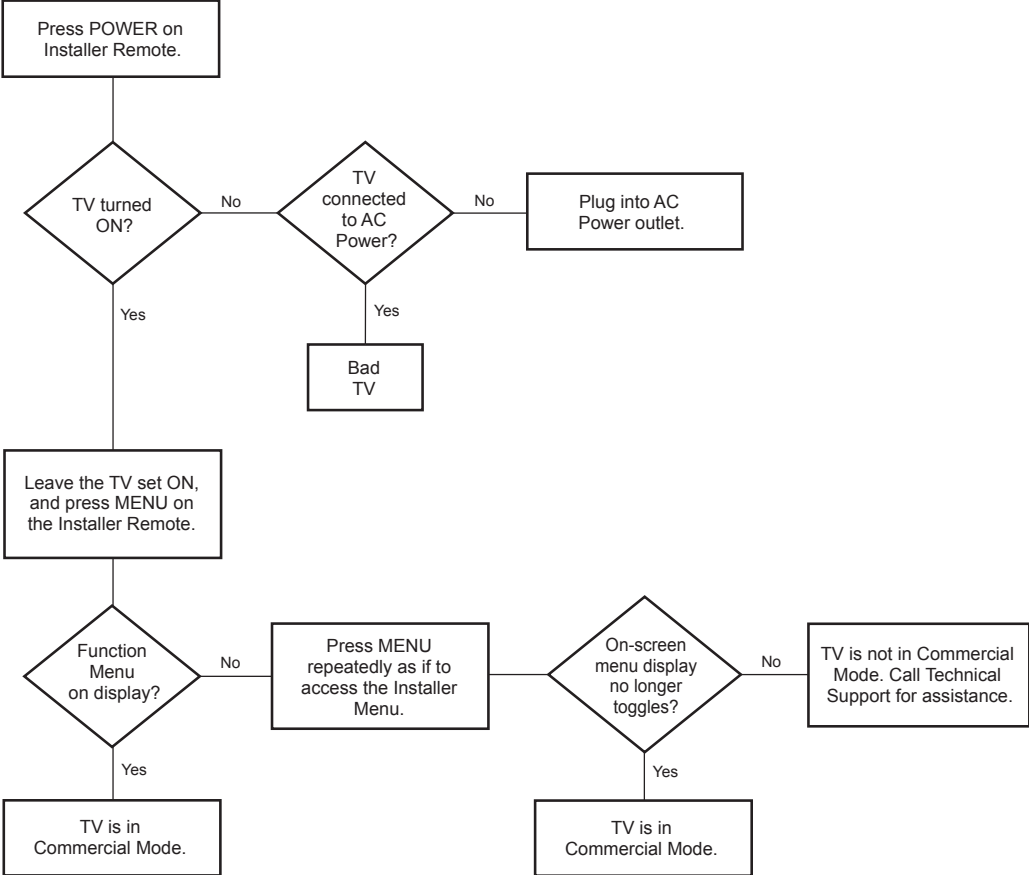 Press POWER on
Installer Remote.
TV turned
ON?
No
TV
connected
to AC
Power?
No
Plug into AC
Power outlet.
Yes
Yes
Bad
TV
Leave the TV set ON,
and press MENU on
the Installer Remote.
Function
Menu
on display?
No
Press MENU
repeatedly as if to
access the Installer
Menu.
On-screen
menu display
no longer
toggles?
No
TV is not in Commercial
Mode. Call Technical
Support for assistance.
Yes
Yes
TV is in
Commercial Mode.
TV is in
Commercial Mode.